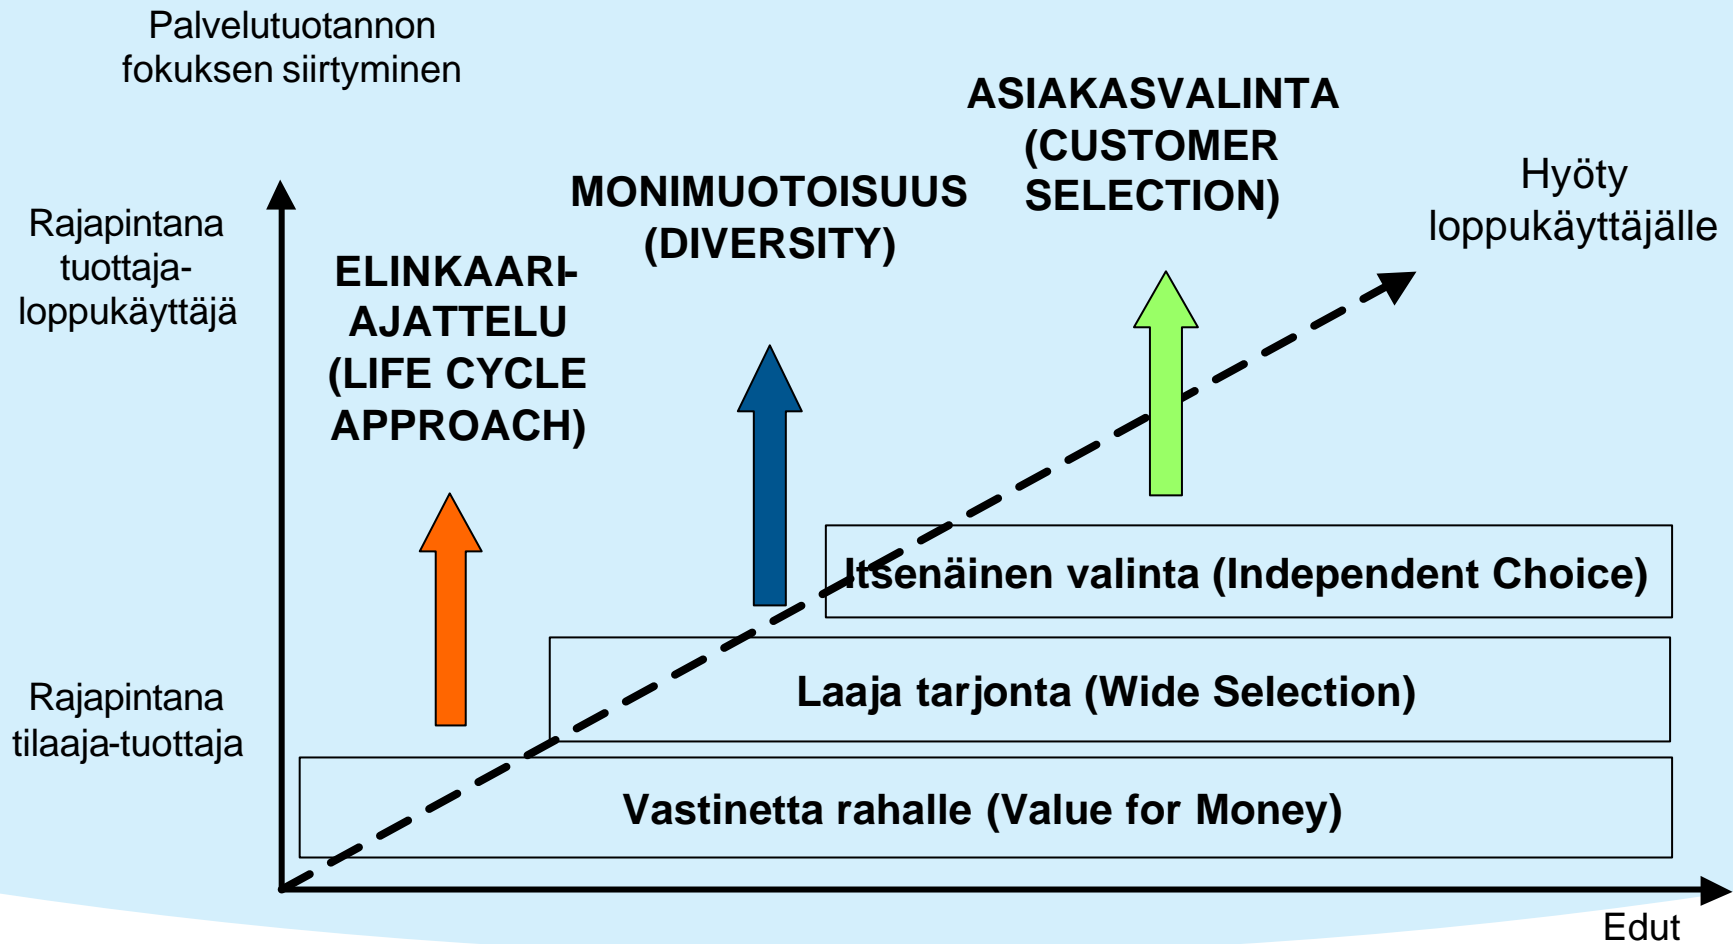 Palvelutuotannon
fokuksen siirtyminen
ASIAKASVALINTA
(CUSTOMER
SELECTION)
Hyöty
loppukäyttäjälle
MONIMUOTOISUUS
(DIVERSITY)
Rajapintana
tuottaja-
loppukäyttäjä
ELINKAARI-
AJATTELU
(LIFE CYCLE
APPROACH)
Itsenäinen valinta (Independent Choice)
Laaja tarjonta (Wide Selection)
Rajapintana
tilaaja-tuottaja
Vastinetta rahalle (Value for Money)
Edut